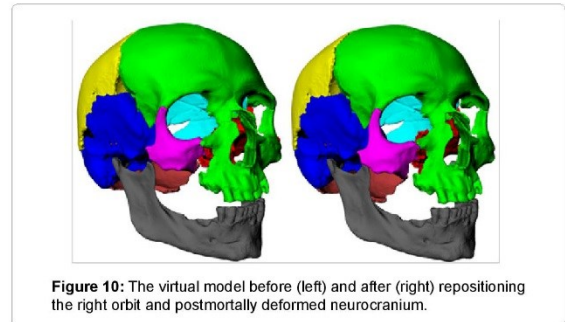 Figure 10: The virtual model before (left) and after (right) repositioning
the right orbit and postmortally deformed neurocranium.